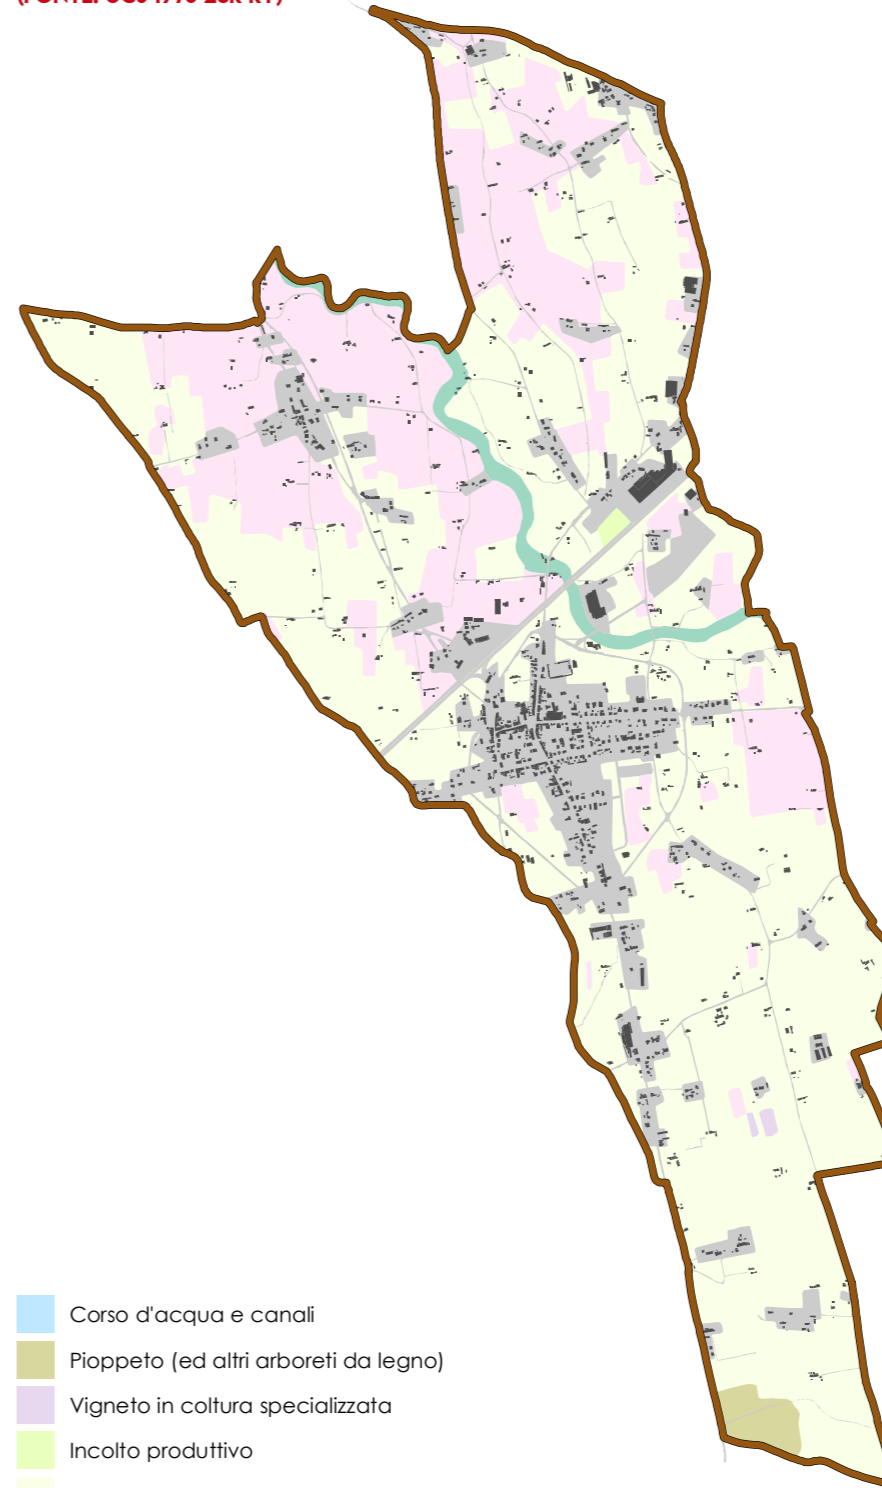 Corso d'acqua e canali
Pioppeto (ed altri arboreti da legno)
Vigneto in coltura specializzata
Incolto produttivo